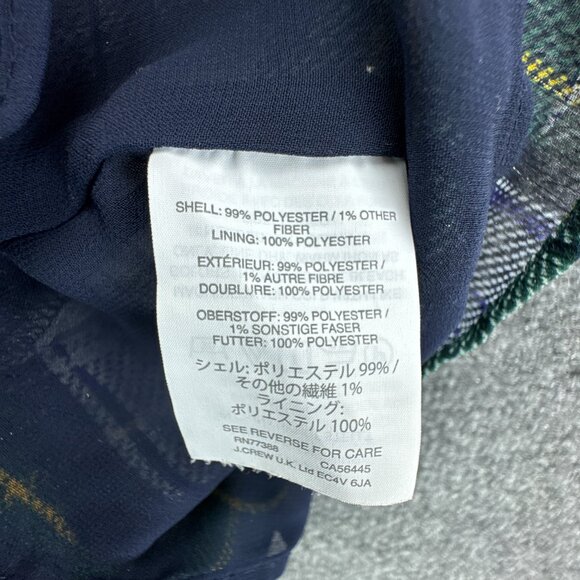 SHELL: 99% POLYESTER / 1% OTHER
FIBER
LINING: 100% POLYESTER
EXTÉRIEUR: 99% POLYESTER /
1% AUTRE FIBRE
DOUBLURE: 100% POLYESTER
OBERSTOFF: 99% POLYESTER /
1% SONSTIGE FASER
FUTTER: 100% POLYESTER
シェル: ポリエステル 99% /
その他の繊維 1%
ライニング:
ポリエステル 100%
SEE REVERSE FOR CARE
RN77388 CA56445
J.CREW U.K. Ltd EC4V 6JA